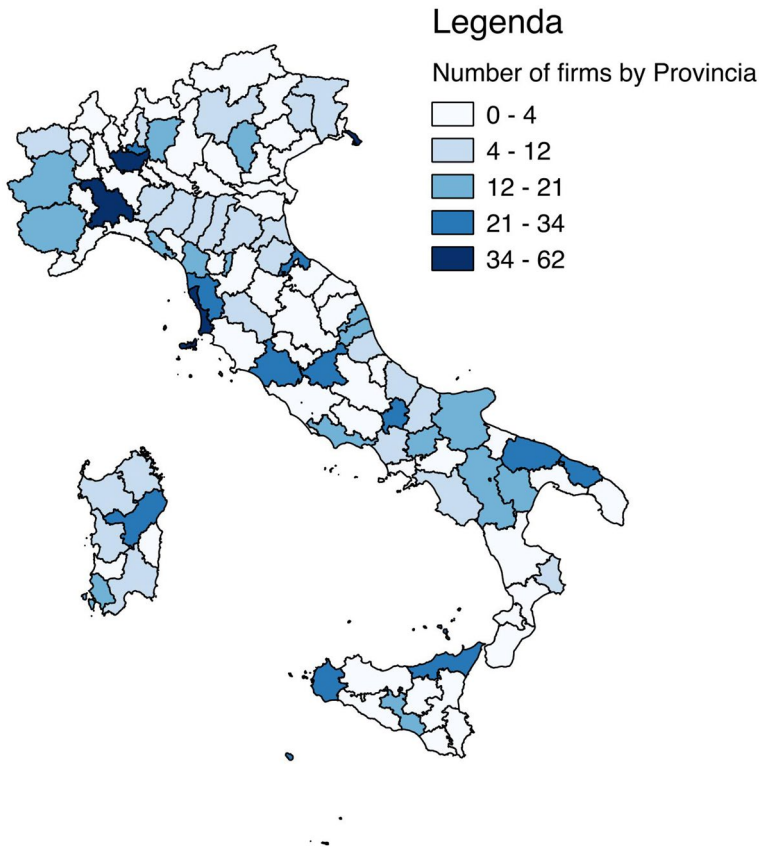 Legenda
Number of firms by Provincia
0 - 4
4 - 12
12 - 21
21 - 34
34 - 62